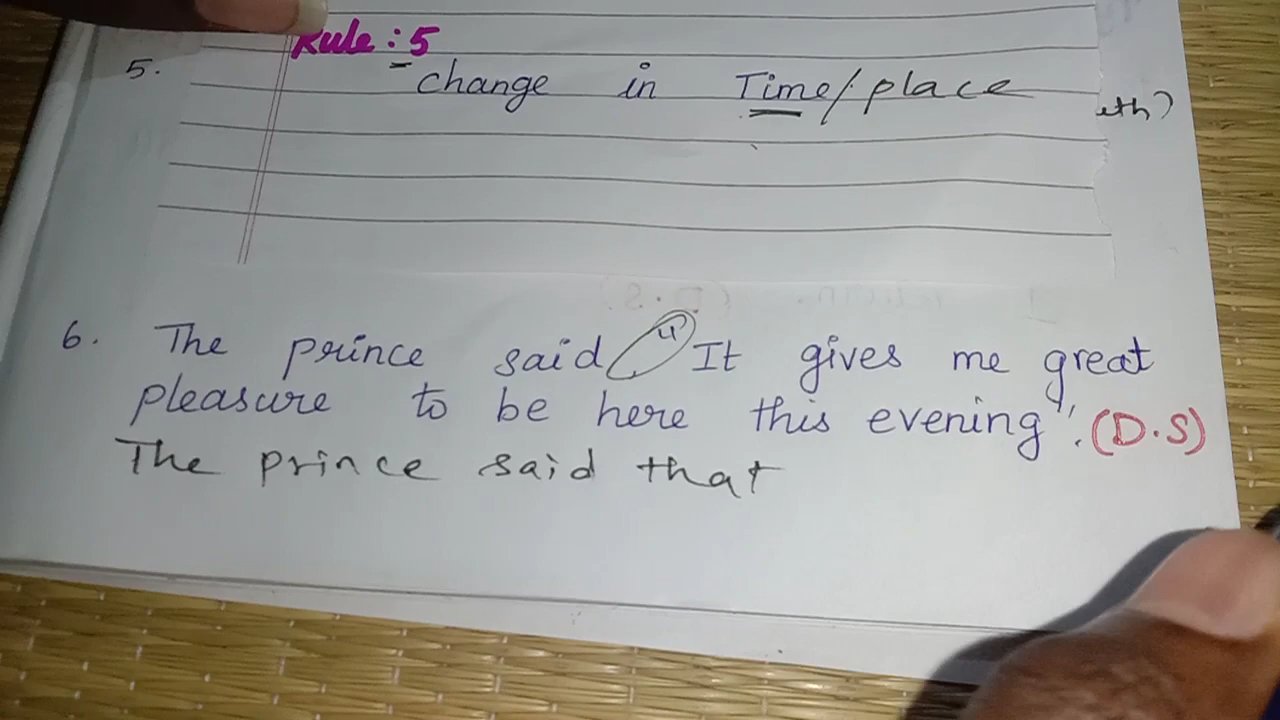 Rule : 5
5. change in Time/place
6. The prince said, "It gives me great
pleasure to be here this evening". (D.S)
The prince said that